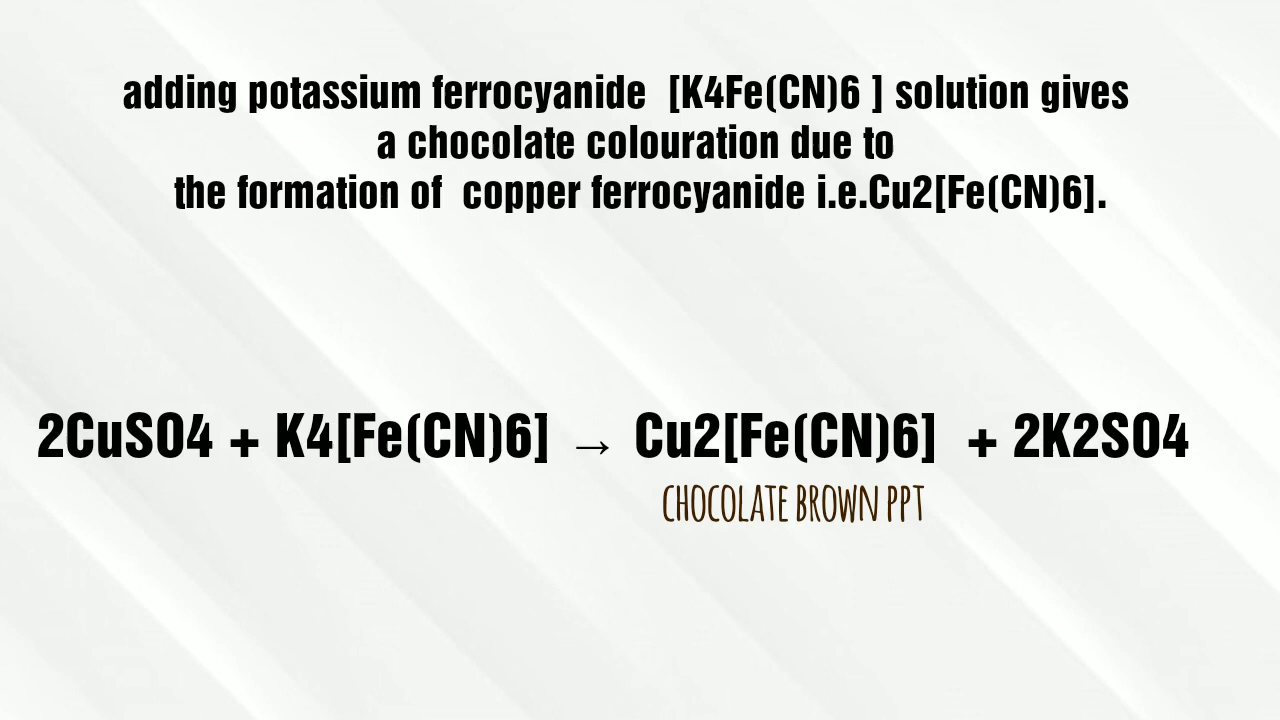 adding potassium ferrocyanide [K4Fe(CN)6 ] solution gives
a chocolate colouration due to
the formation of copper ferrocyanide i.e.Cu2[Fe(CN)6].
2CuSO4 + K4[Fe(CN)6] → Cu2[Fe(CN)6] + 2K2SO4
CHOCOLATE BROWN PPT